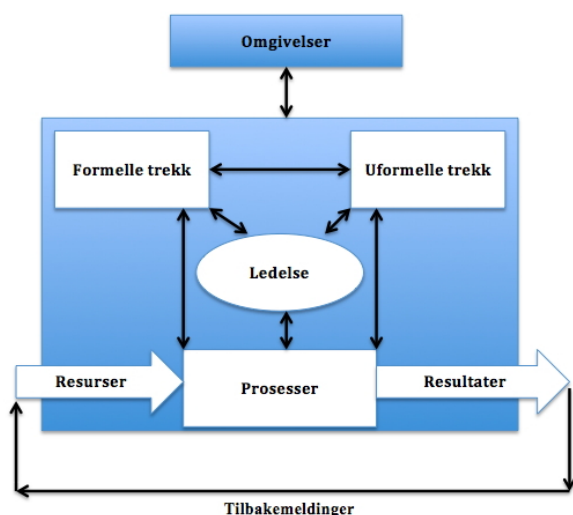 Omgivelser
Formelle trekk
Uformelle trekk
Ledelse
Resurser
Prosesser
Resultater
Tilbakemeldinger